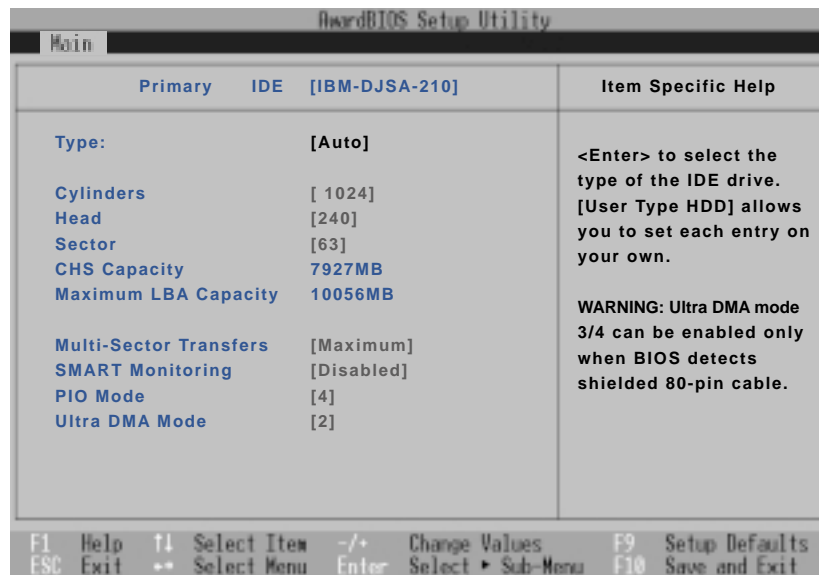 AwardBIOS Setup Utility
Main
Primary IDE [IBM-DJSA-210]
Item Specific Help
Type: [Auto]
Cylinders [ 1024]
Head [240]
Sector [63]
CHS Capacity 7927MB
Maximum LBA Capacity 10056MB
Multi-Sector Transfers [Maximum]
SMART Monitoring [Disabled]
PIO Mode [4]
Ultra DMA Mode [2]
<Enter> to select the
type of the IDE drive.
[User Type HDD] allows
you to set each entry on
your own.
WARNING: Ultra DMA mode
3/4 can be enabled only
when BIOS detects
shielded 80-pin cable.
F1 Help ↑↓ Select Item -/+ Change Values F9 Setup Defaults
ESC Exit ←→ Select Menu Enter Select ▸ Sub-Menu F10 Save and Exit